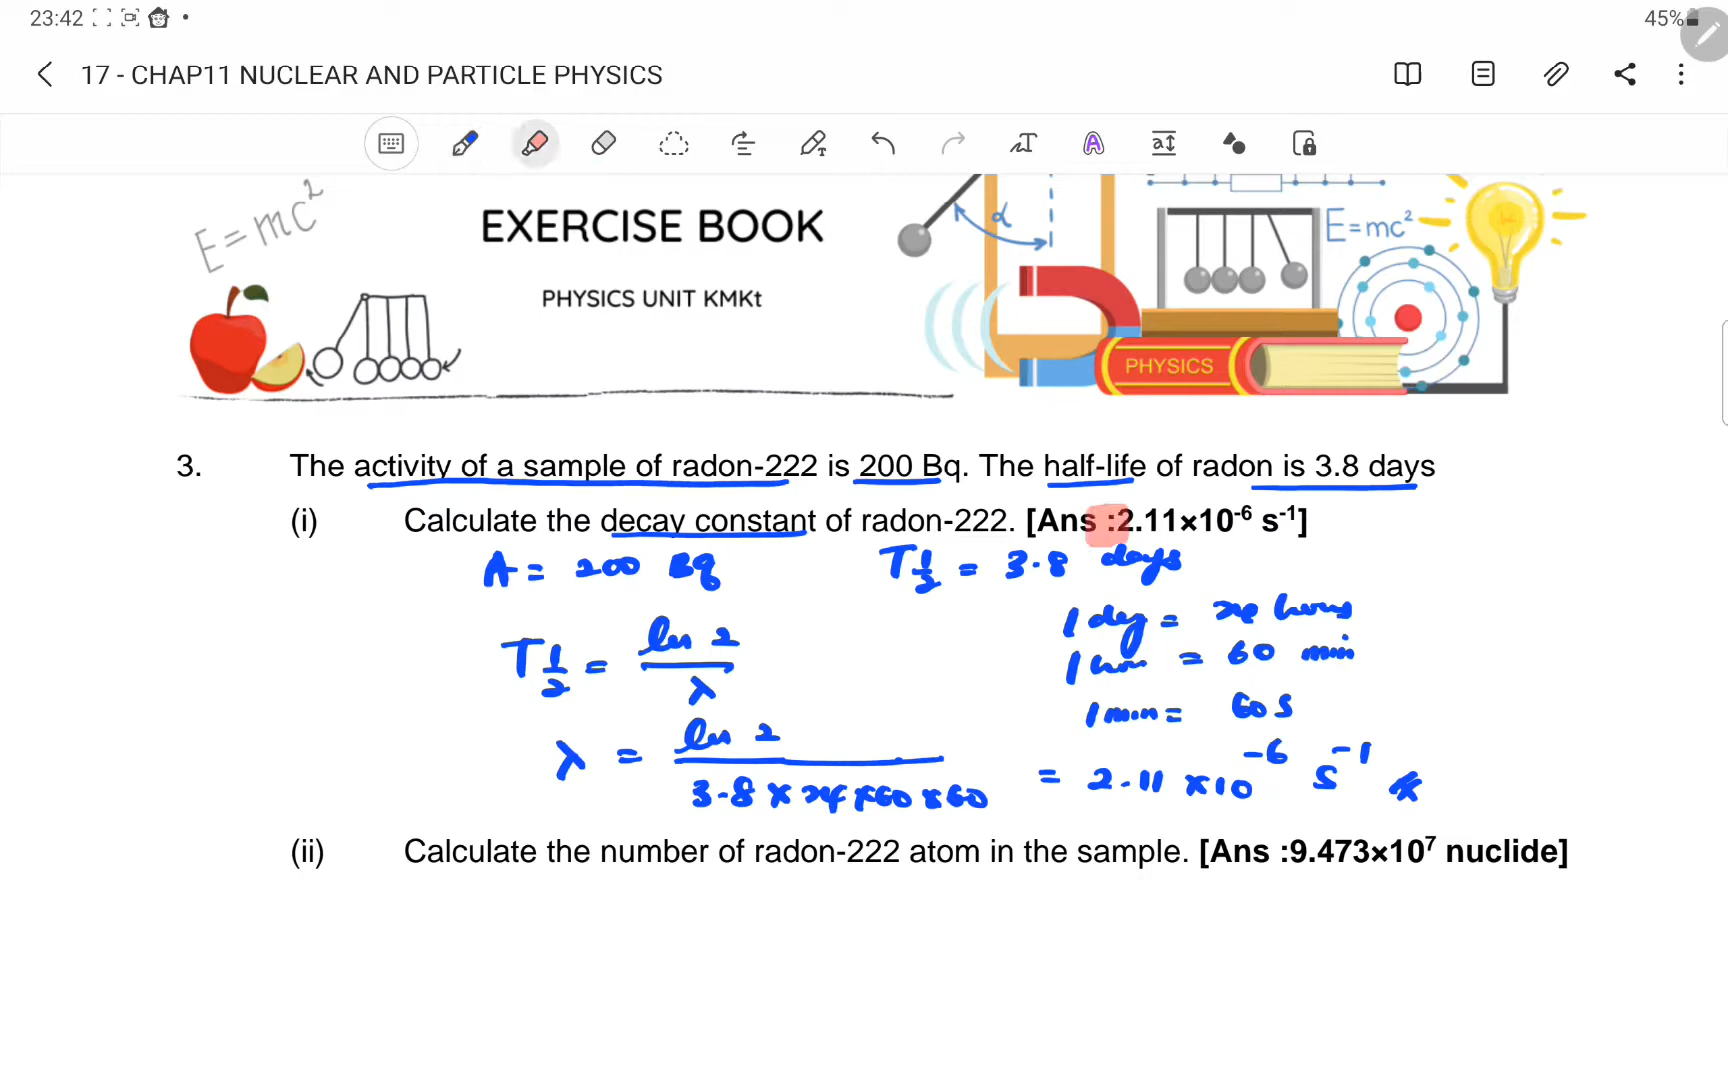 23:42
45%
17 - CHAP11 NUCLEAR AND PARTICLE PHYSICS
E=mc²
EXERCISE BOOK
PHYSICS UNIT KMKt
α
E=mc²
PHYSICS
3. The activity of a sample of radon-222 is 200 Bq. The half-life of radon is 3.8 days
(i) Calculate the decay constant of radon-222. [Ans :2.11×10⁻⁶ s⁻¹]
A = 200 Bq T½ = 3.8 days
1 day = 24 hours
T½ = ln 2 / λ
1 hour = 60 min
1 min = 60 s
λ = ln 2 / 3.8 × 24 × 60 × 60 = 2.11 × 10⁻⁶ s⁻¹
(ii) Calculate the number of radon-222 atom in the sample. [Ans :9.473×10⁷ nuclide]